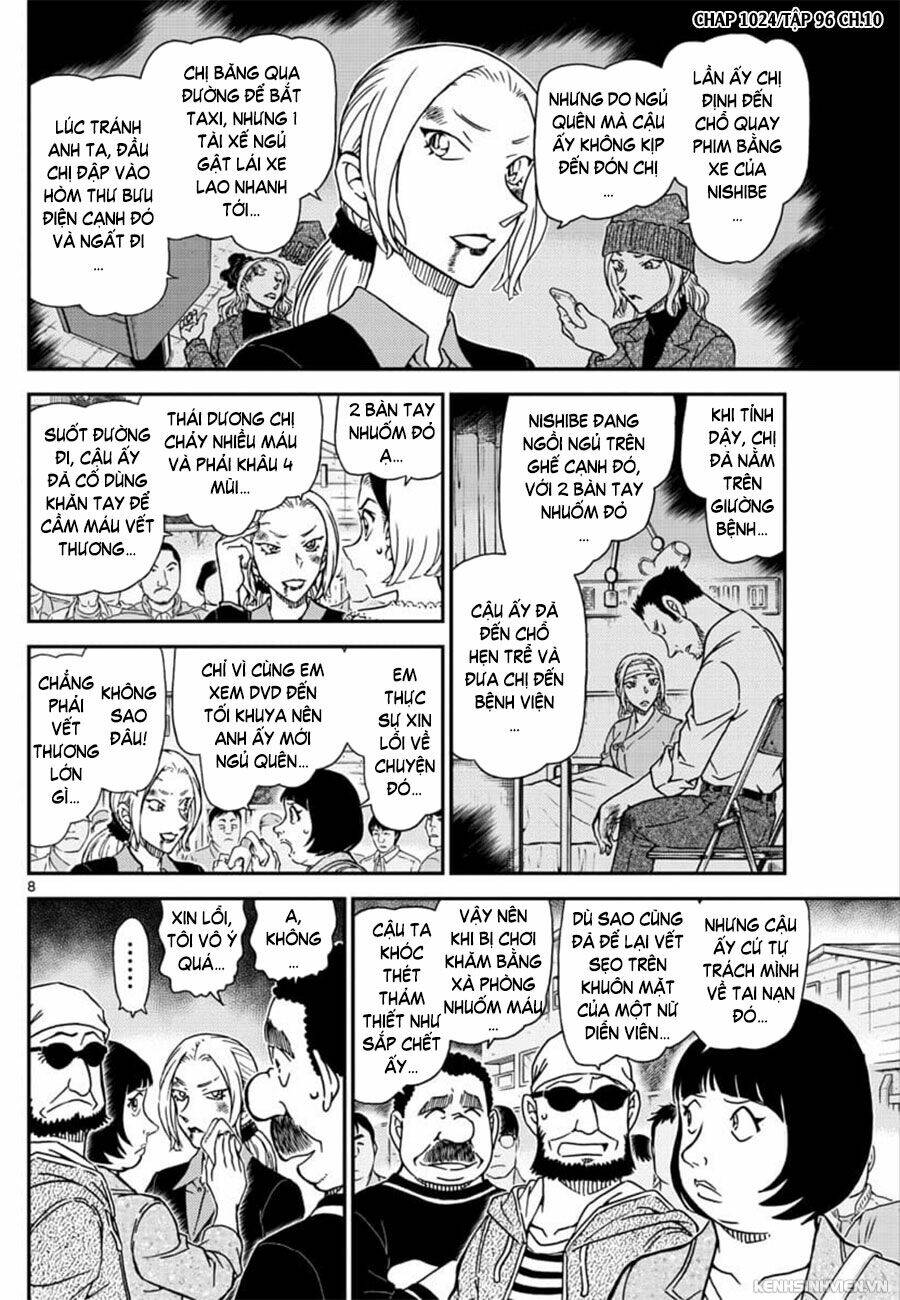 CHAP 1024/TẬP 96 CH.10
LẦN ẤY CHỊ
ĐỊNH ĐẾN
CHỔ QUAY
PHIM BẰNG
XE CỦA
NISHIBE
...
NHƯNG DO NGỦ
QUÊN MÀ CẬU
ẤY KHÔNG KỊP
ĐẾN ĐÓN CHỊ
...
CHỊ BĂNG QUA
ĐƯỜNG ĐỂ BẮT
TAXI, NHƯNG 1
TÀI XẾ NGỦ
GẬT LÁI XE
LAO NHANH
TỚI...
LÚC TRÁNH
ANH TA, ĐẦU
CHỊ ĐẬP VÀO
HÒM THƯ BƯU
ĐIỆN CẠNH ĐÓ
VÀ NGẤT ĐI
...
KHI TỈNH
DẬY, CHỊ
ĐÃ NẰM
TRÊN
GIƯỜNG
BỆNH...
NISHIBE ĐANG
NGỒI NGỦ TRÊN
GHẾ CẠNH ĐÓ,
VỚI 2 BÀN TAY
NHUỐM ĐỎ
...
CẬU ẤY ĐÃ
ĐẾN CHỔ
HẸN TRỂ VÀ
ĐƯA CHỊ ĐẾN
BỆNH VIỆN
...
2 BÀN TAY
NHUỐM ĐỎ
Ạ...
THÁI DƯƠNG CHỊ
CHẢY NHIỀU MÁU
VÀ PHẢI KHÂU 4
MŨI...
SUỐT ĐƯỜNG
ĐI, CẬU ẤY
ĐÃ CỐ DÙNG
KHĂN TAY ĐỂ
CẦM MÁU VẾT
THƯƠNG...
EM
THỰC
SỰ XIN
LỔI VỀ
CHUYỆN
ĐÓ...
CHỈ VÌ CÙNG EM
XEM DVD ĐẾN
TỐI KHUYA NÊN
ANH ẤY MỚI
NGỦ QUÊN...
KHÔNG
SAO
ĐÂU!
CHẲNG
PHẢI
VẾT
THƯƠNG
LỚN
GÌ...
8
NHƯNG CẬU
ẤY CỨ TỰ
TRÁCH MÌNH
VỀ TAI NẠN
ĐÓ...
DÙ SAO CŨNG
ĐÃ ĐỂ LẠI VẾT
SẸO TRÊN
KHUÔN MẶT
CỦA MỘT NỮ
DIỄN VIÊN...
VẬY NÊN
KHI BỊ CHƠI
KHĂM BẰNG
XÀ PHÒNG
NHUỐM MÁU
...
CẬU TA
KHÓC
THÉT
THẢM
THIẾT NHƯ
SẮP CHẾT
ẤY...
A,
KHÔNG
...
XIN LỔI,
TÔI VÔ Ý
QUÁ...
......
KENHSINHVIEN.VN